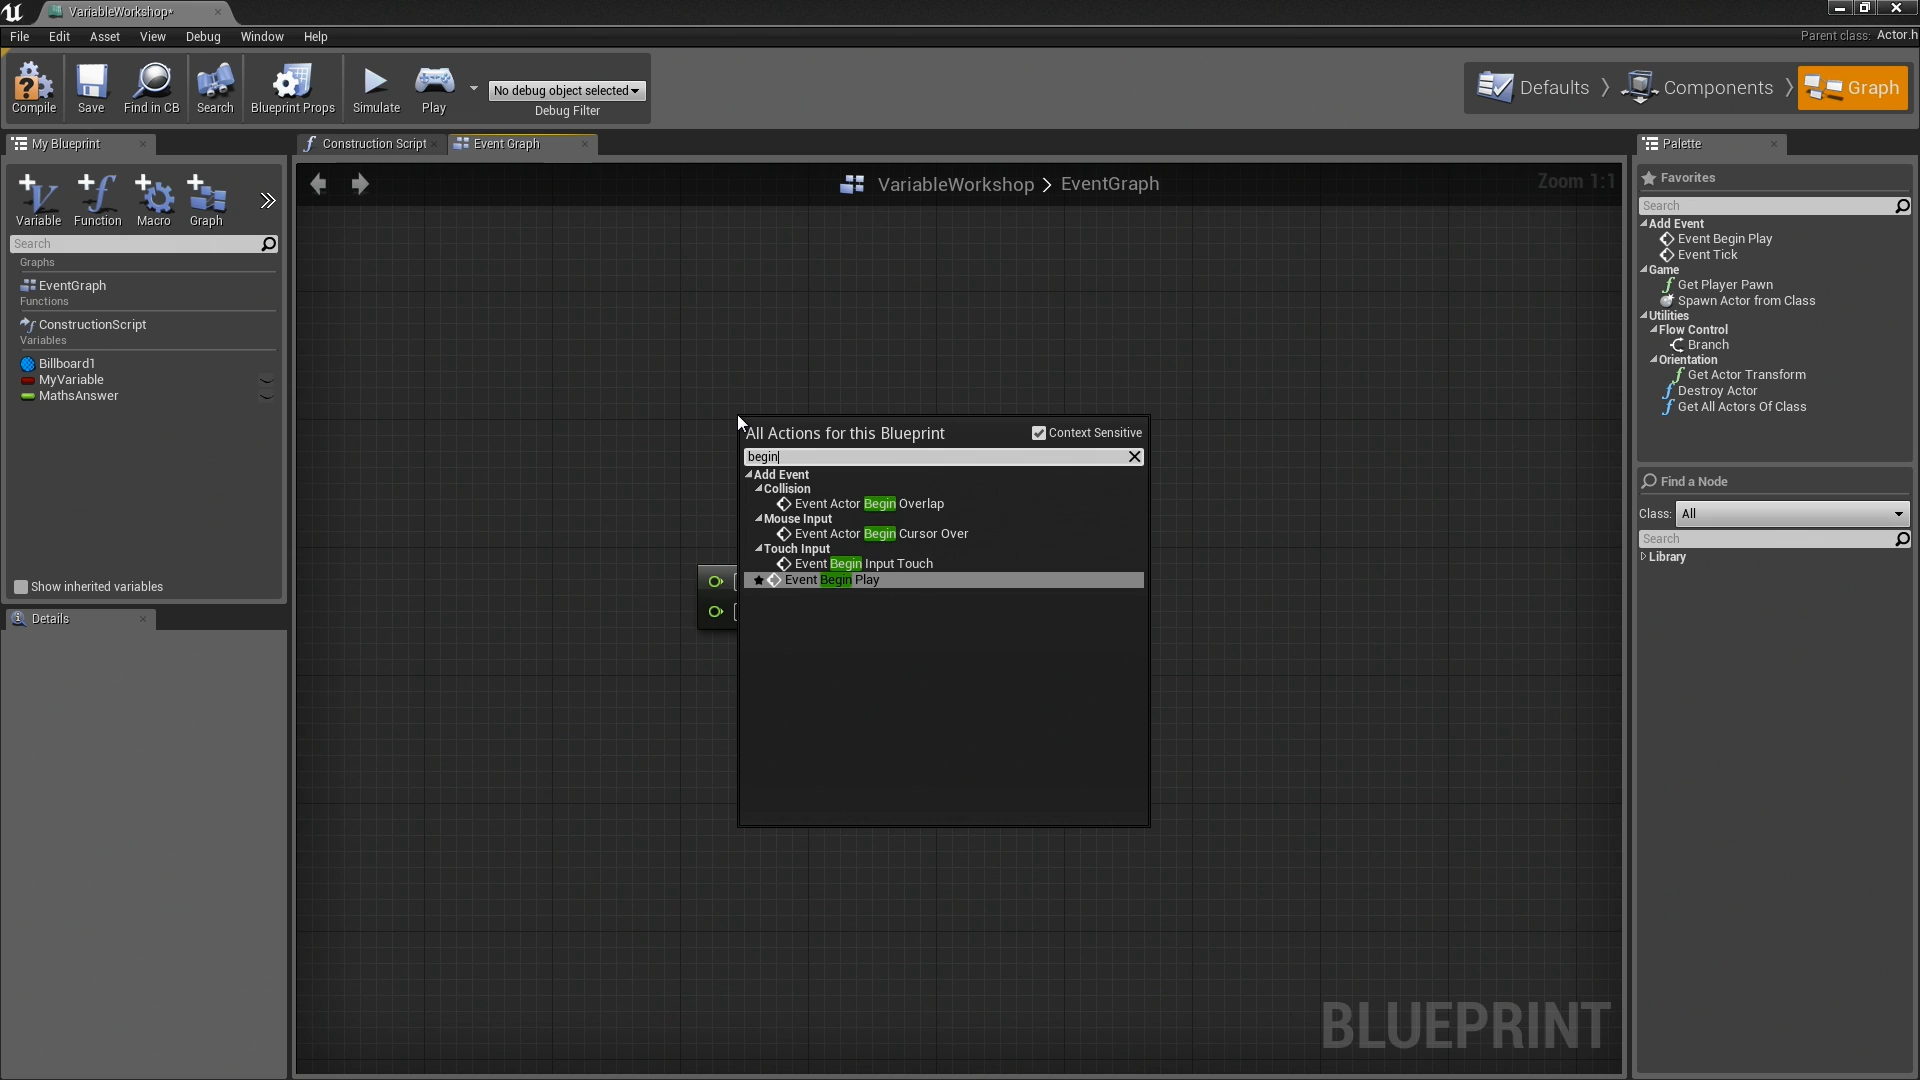 VariableWorkshop*
File Edit Asset View Debug Window Help
Parent class: Actor.h
Compile Save Find in CB Search Blueprint Props Simulate Play
No debug object selected
Debug Filter
Defaults Components Graph
My Blueprint
Construction Script
Event Graph
Palette
Variable Function Macro Graph
VariableWorkshop > EventGraph
Zoom 1:1
Search
Graphs
EventGraph
Functions
ConstructionScript
Variables
Billboard1
MyVariable
MathsAnswer
Show inherited variables
Details
All Actions for this Blueprint
Context Sensitive
begin
Add Event
Collision
Event Actor Begin Overlap
Mouse Input
Event Actor Begin Cursor Over
Touch Input
Event Begin Input Touch
Event Begin Play
BLUEPRINT
Favorites
Search
Add Event
Event Begin Play
Event Tick
Game
Get Player Pawn
Spawn Actor from Class
Utilities
Flow Control
Branch
Orientation
Get Actor Transform
Destroy Actor
Get All Actors Of Class
Find a Node
Class: All
Search
Library